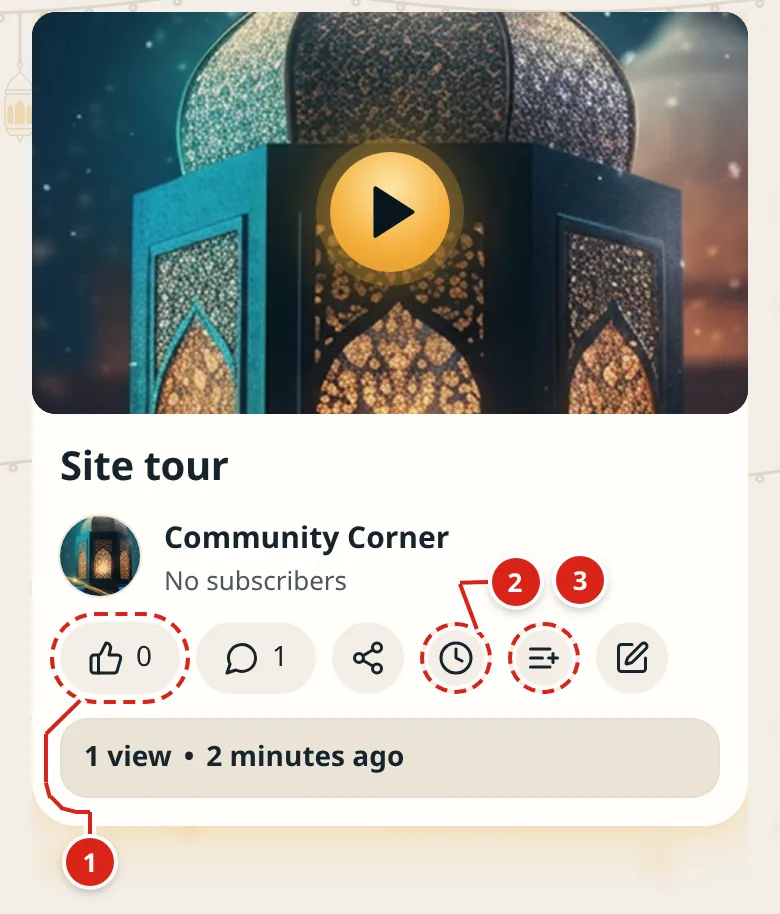 Site tour
Community Corner
No subscribers
2 3
0 1
1 view • 2 minutes ago
1